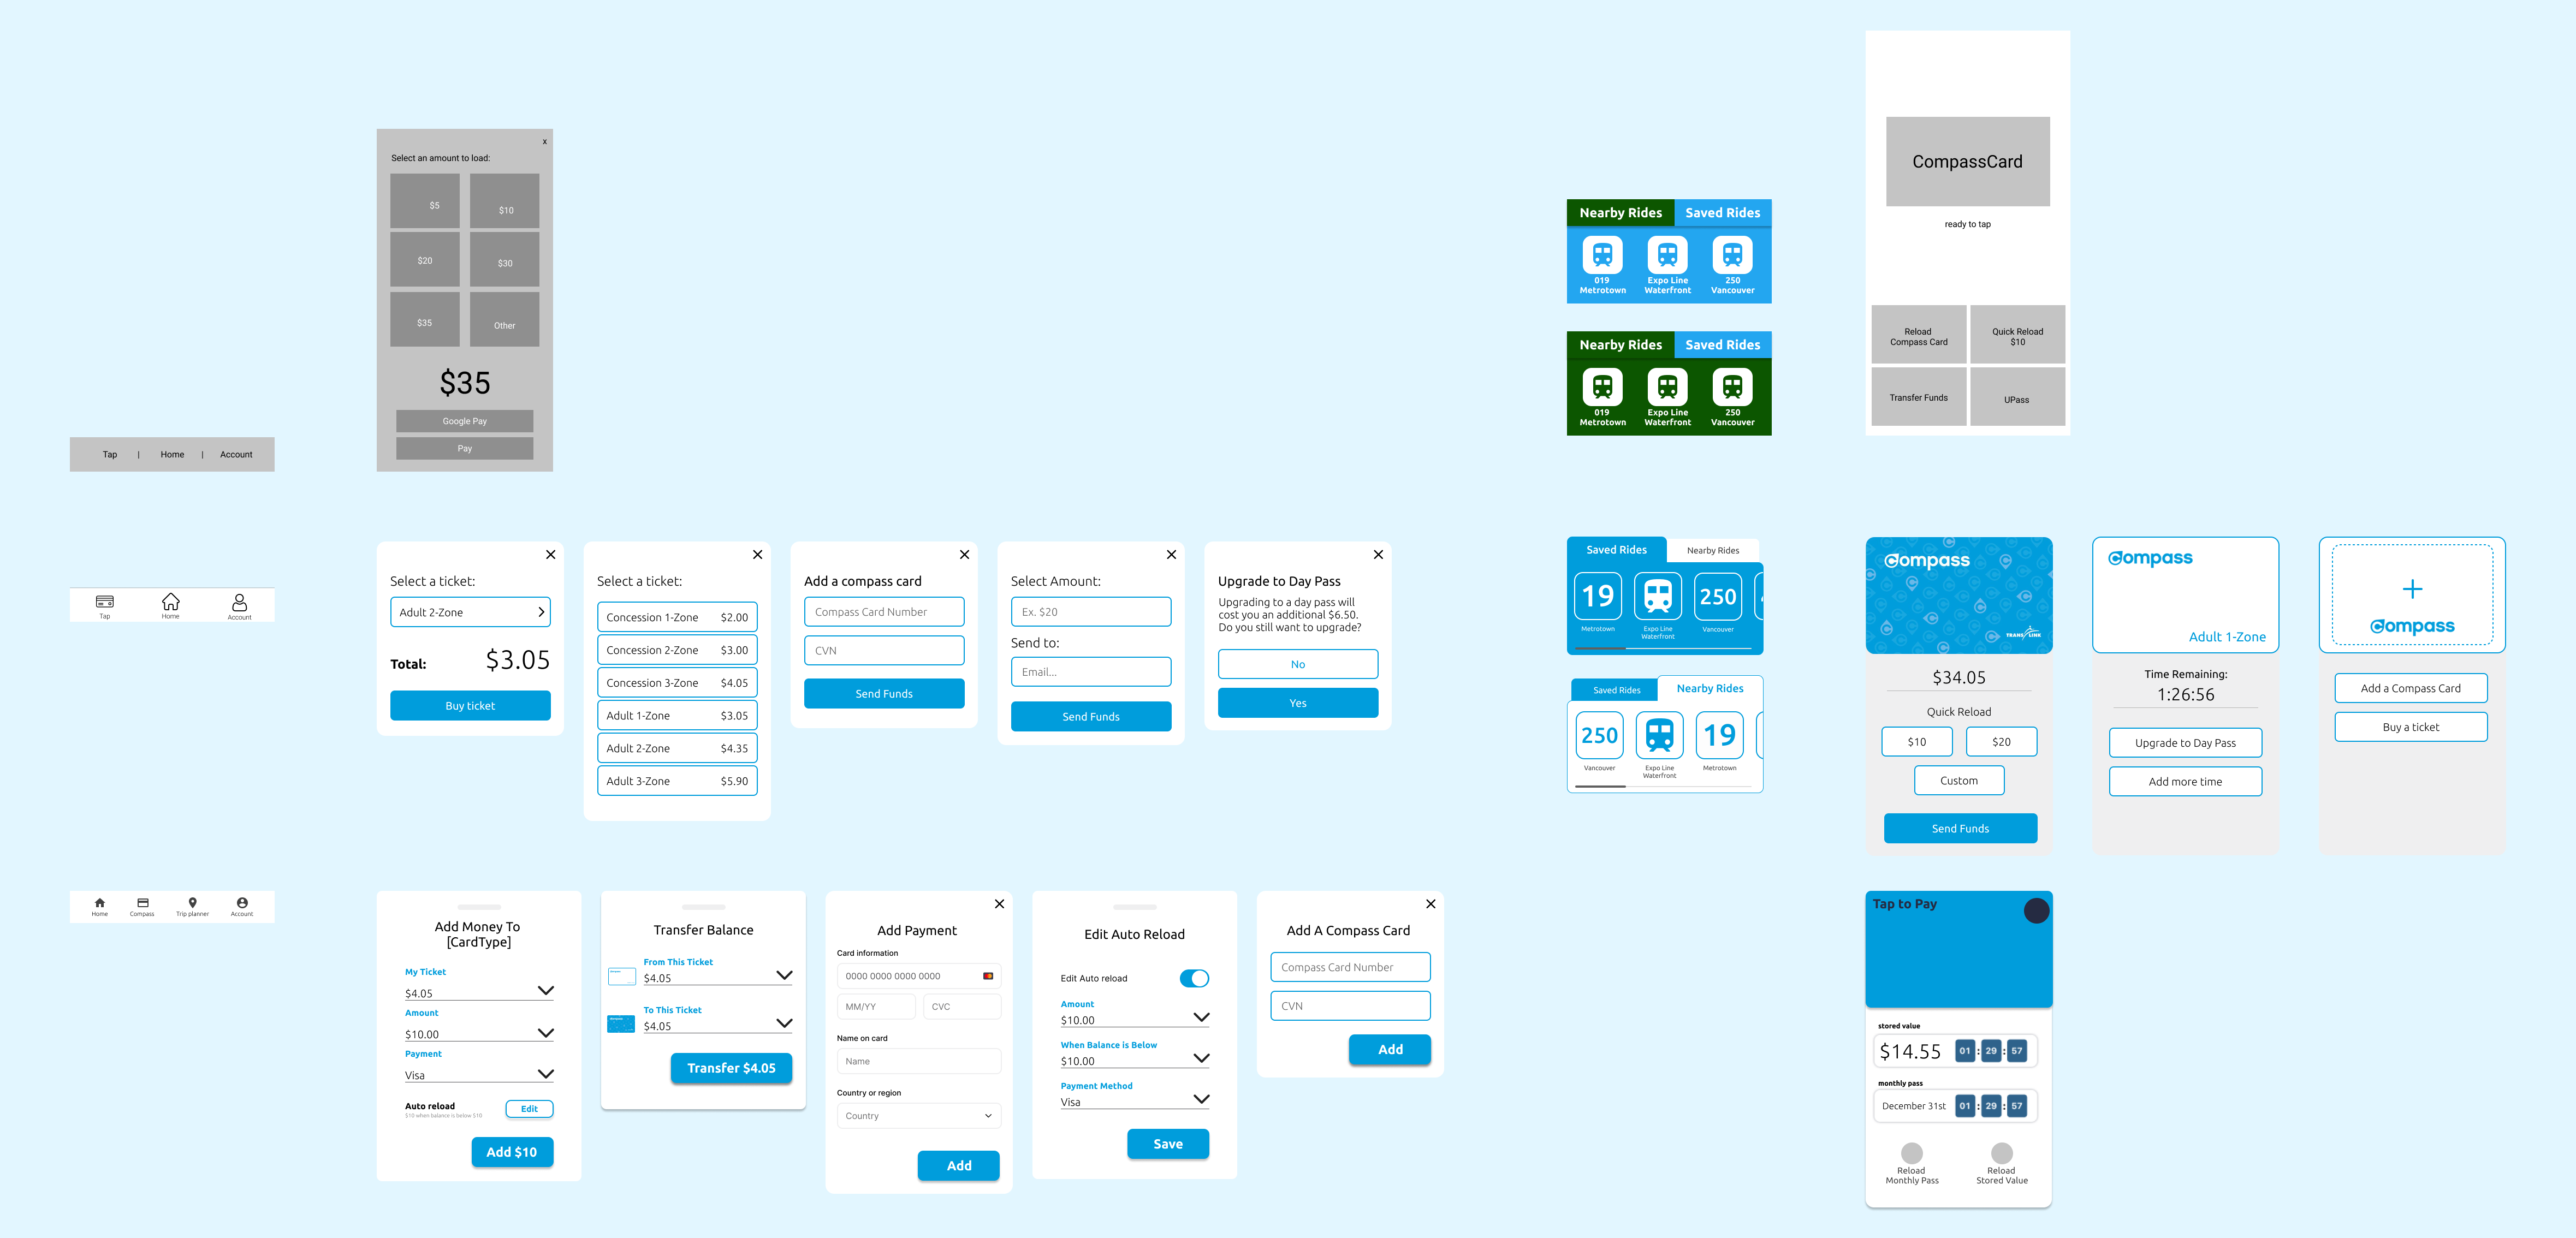 x
Select an amount to load:
$5
$10
$20
$30
$35
Other
$35
Google Pay
Pay
Tap | Home | Account
Nearby Rides
Saved Rides
019
Metrotown
Expo Line
Waterfront
250
Vancouver
Nearby Rides
Saved Rides
019
Metrotown
Expo Line
Waterfront
250
Vancouver
CompassCard
ready to tap
Reload
Compass Card
Quick Reload
$10
Transfer Funds
UPass
Tap
Home
Account
Select a ticket:
Adult 2-Zone
Total: $3.05
Buy ticket
Select a ticket:
Concession 1-Zone $2.00
Concession 2-Zone $3.00
Concession 3-Zone $4.05
Adult 1-Zone $3.05
Adult 2-Zone $4.35
Adult 3-Zone $5.90
Add a compass card
Compass Card Number
CVN
Send Funds
Select Amount:
Ex. $20
Send to:
Email...
Send Funds
Upgrade to Day Pass
Upgrading to a day pass will
cost you an additional $6.50.
Do you still want to upgrade?
No
Yes
Saved Rides
Nearby Rides
19
Metrotown
Expo Line
Waterfront
250
Vancouver
Saved Rides
Nearby Rides
250
Vancouver
Expo Line
Waterfront
19
Metrotown
Compass
TRANSLINK
$34.05
Quick Reload
$10
$20
Custom
Send Funds
Compass
Adult 1-Zone
Time Remaining:
1:26:56
Upgrade to Day Pass
Add more time
Compass
Add a Compass Card
Buy a ticket
Home
Compass
Trip planner
Account
Add Money To
[CardType]
My Ticket
$4.05
Amount
$10.00
Payment
Visa
Auto reload
$10 when balance is below $10
Edit
Add $10
Transfer Balance
From This Ticket
$4.05
To This Ticket
$4.05
Transfer $4.05
Add Payment
Card information
0000 0000 0000 0000
MM/YY
CVC
Name on card
Name
Country or region
Country
Add
Edit Auto Reload
Edit Auto reload
Amount
$10.00
When Balance is Below
$10.00
Payment Method
Visa
Save
Add A Compass Card
Compass Card Number
CVN
Add
Tap to Pay
stored value
$14.55 01 : 29 : 57
monthly pass
December 31st 01 : 29 : 57
Reload
Monthly Pass
Reload
Stored Value